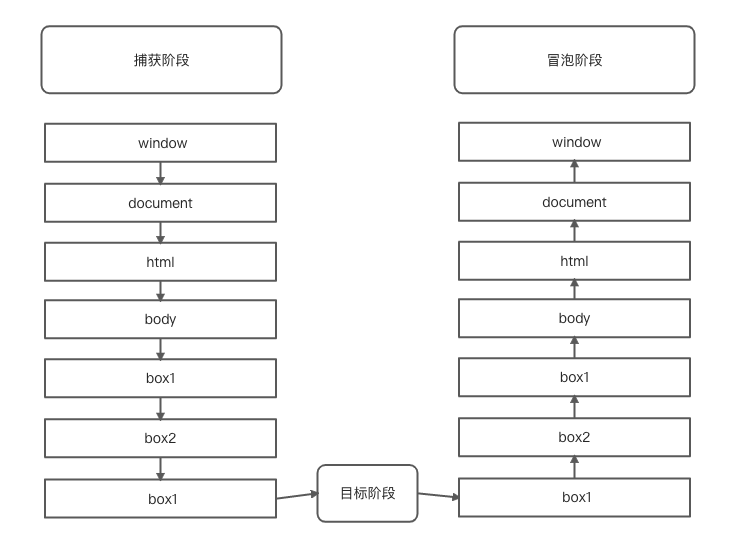 捕获阶段
window
document
html
body
box1
box2
box1
目标阶段
冒泡阶段
window
document
html
body
box1
box2
box1